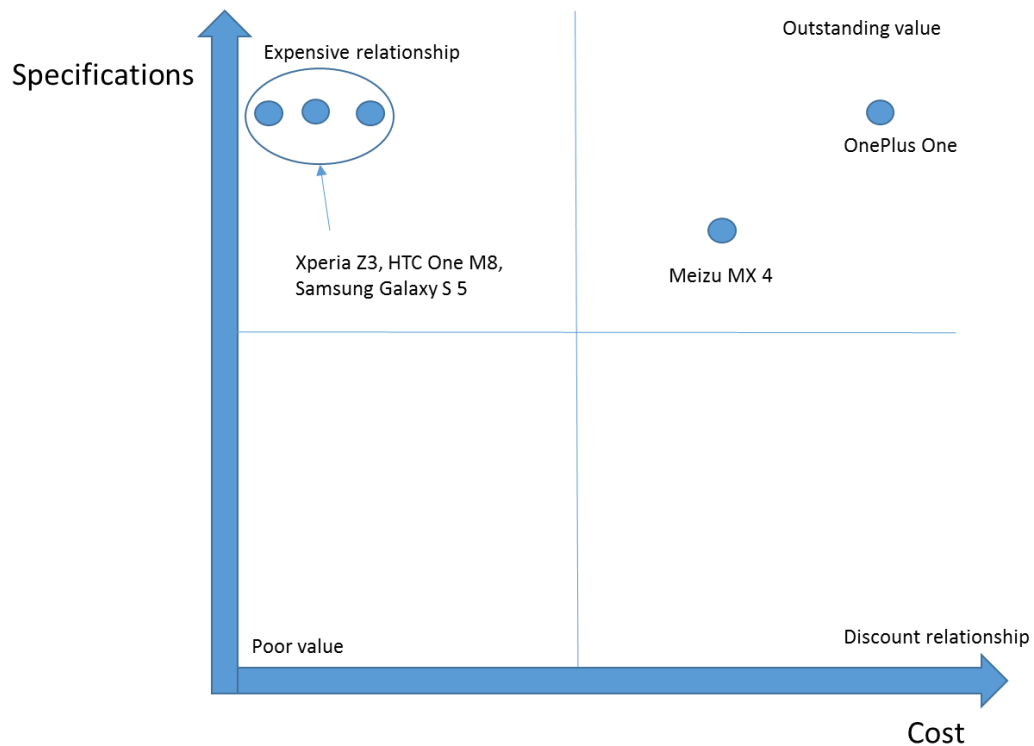 Outstanding value
Expensive relationship
Specifications
OnePlus One
Xperia Z3, HTC One M8,
Samsung Galaxy S 5
Meizu MX 4
Poor value
Discount relationship
Cost